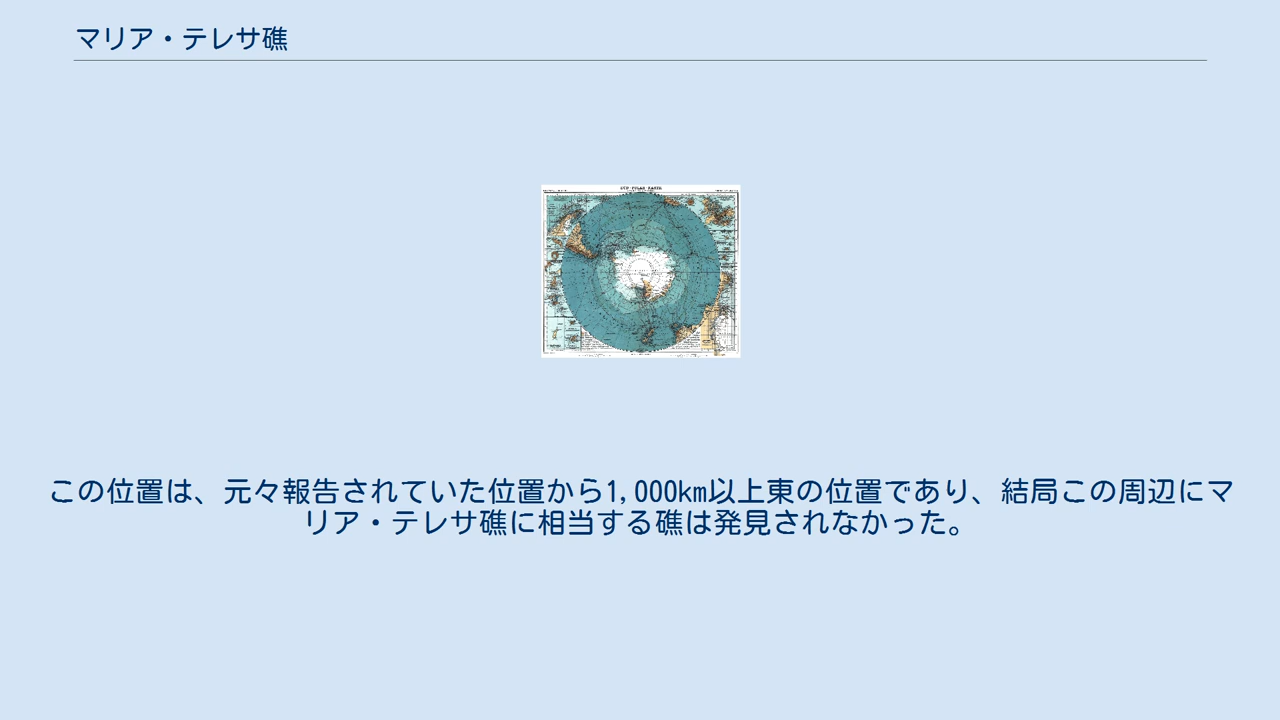 マリア・テレサ礁
SÜD-POLAR-KARTE
この位置は、元々報告されていた位置から1,000km以上東の位置であり、結局この周辺にマ
リア・テレサ礁に相当する礁は発見されなかった。